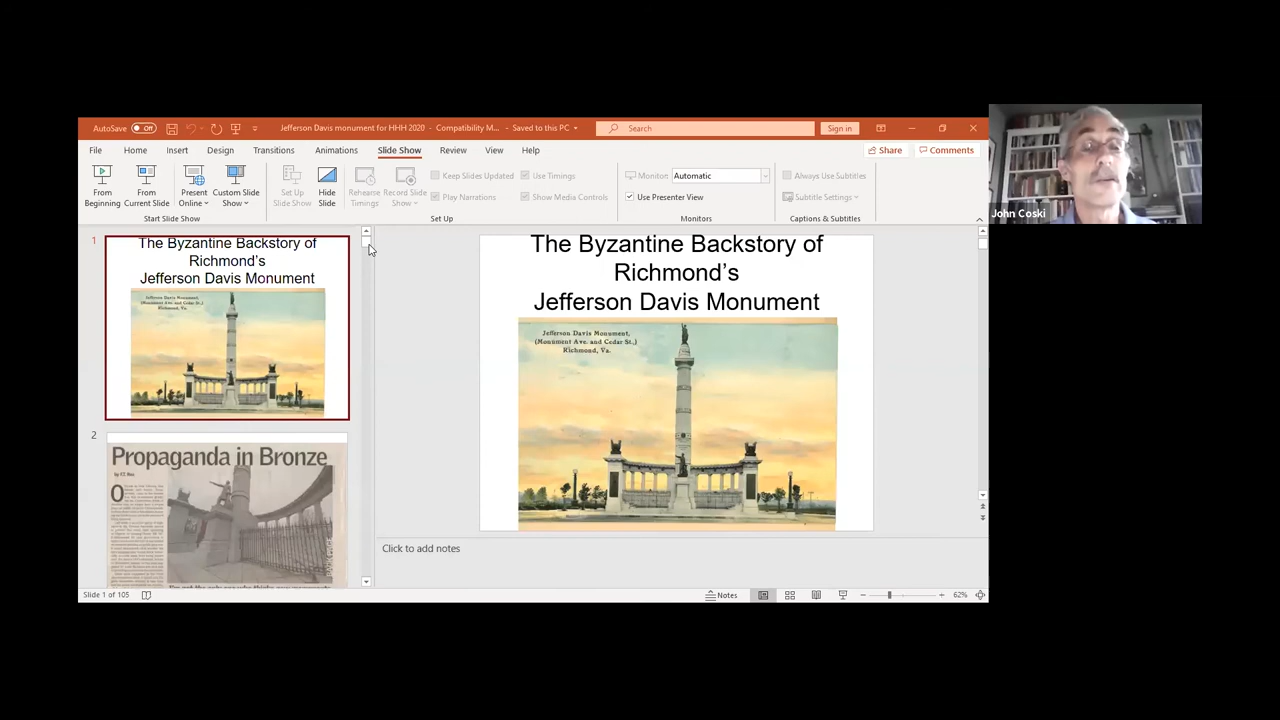 AutoSave
Off
Jefferson Davis monument for HHH 2020 - Compatibility M... - Saved to this PC
Search
Sign in
File
Home
Insert
Design
Transitions
Animations
Slide Show
Review
View
Help
Share
Comments
From Beginning
From Current Slide
Present Online
Custom Slide Show
Set Up Slide Show
Hide Slide
Rehearse Timings
Record Slide Show
Keep Slides Updated
Play Narrations
Use Timings
Show Media Controls
Monitor:
Automatic
Use Presenter View
Always Use Subtitles
Subtitle Settings
Start Slide Show
Set Up
Monitors
Captions & Subtitles
John Coski
1
The Byzantine Backstory of
Richmond's
Jefferson Davis Monument
Jefferson Davis Monument,
(Monument Ave. and Cedar St.,)
Richmond, Va.
2
Propaganda in Bronze
The Byzantine Backstory of
Richmond's
Jefferson Davis Monument
Jefferson Davis Monument,
(Monument Ave. and Cedar St.,)
Richmond, Va.
Click to add notes
Slide 1 of 105
Notes
62%